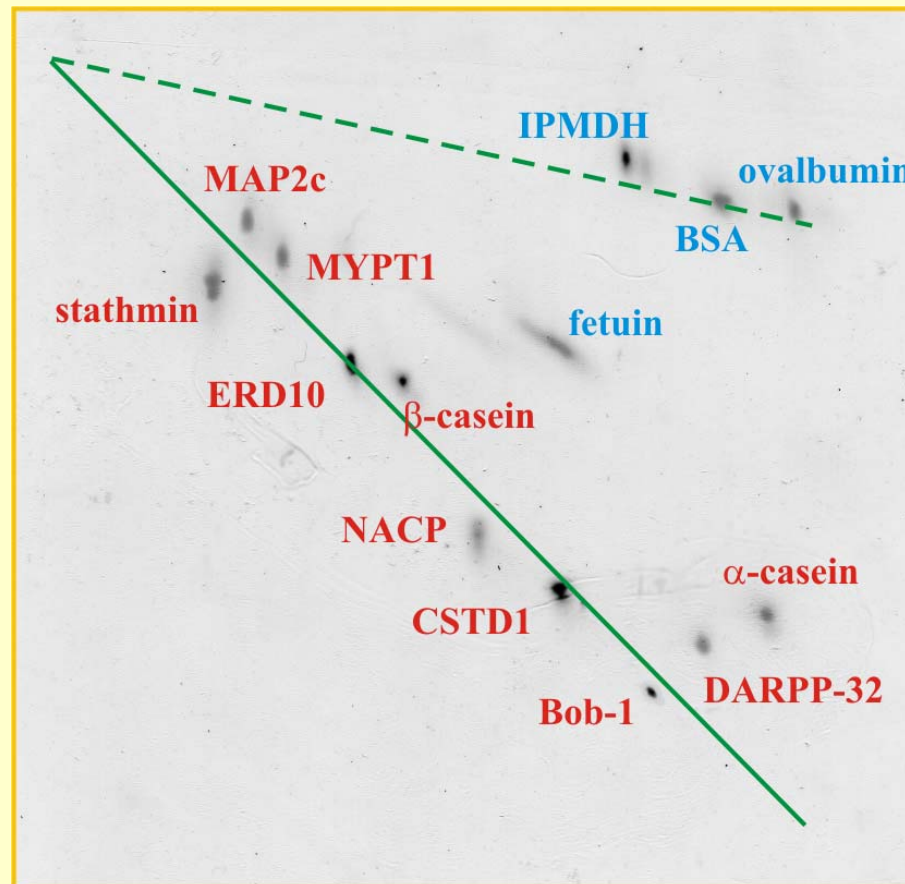 IPMDH
ovalbumin
MAP2c
BSA
MYPT1
stathmin
fetuin
ERD10
β-casein
NACP
α-casein
CSTD1
DARPP-32
Bob-1